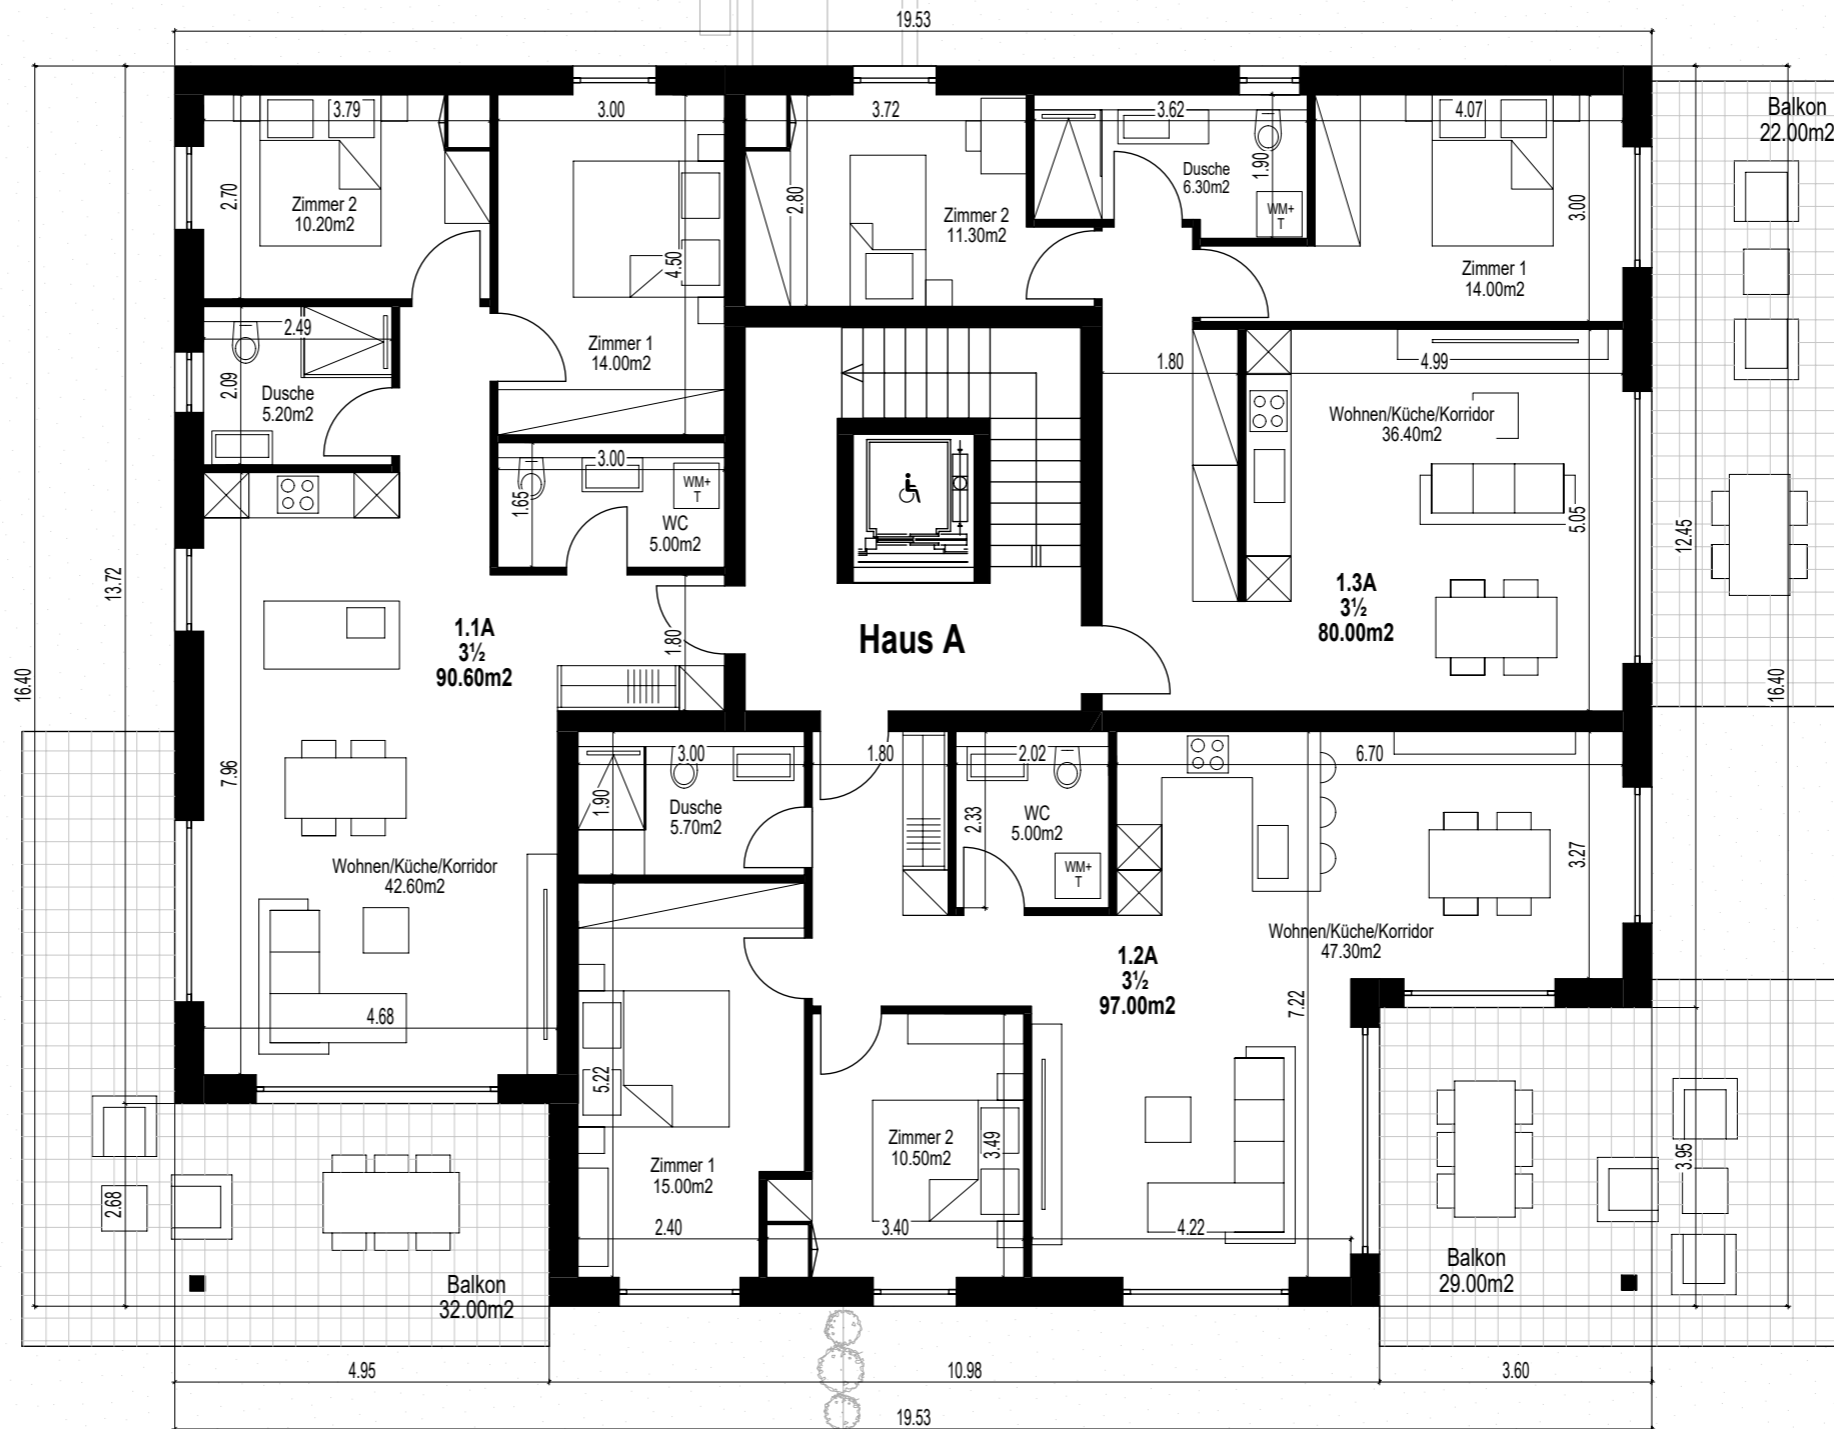 19.53
Balkon
22.00m2
3.79
3.00
3.72
3.62
4.07
2.70
Zimmer 2
10.20m2
4.50
2.80
Zimmer 2
11.30m2
Dusche
6.30m2
1.90
WM+
T
3.00
Zimmer 1
14.00m2
2.49
2.09
Dusche
5.20m2
Zimmer 1
14.00m2
1.80
4.99
Wohnen/Küche/Korridor
36.40m2
3.00
1.65
WM+
T
WC
5.00m2
5.05
12.45
13.72
1.1A
3½
90.60m2
1.80
Haus A
1.3A
3½
80.00m2
16.40
16.40
7.96
3.00
1.80
2.02
6.70
1.90
Dusche
5.70m2
2.33
WC
5.00m2
WM+
T
3.27
Wohnen/Küche/Korridor
42.60m2
Wohnen/Küche/Korridor
47.30m2
1.2A
3½
97.00m2
7.22
4.68
5.22
Zimmer 1
15.00m2
Zimmer 2
10.50m2
3.49
3.95
2.68
2.40
3.40
4.22
Balkon
32.00m2
Balkon
29.00m2
4.95
10.98
3.60
19.53